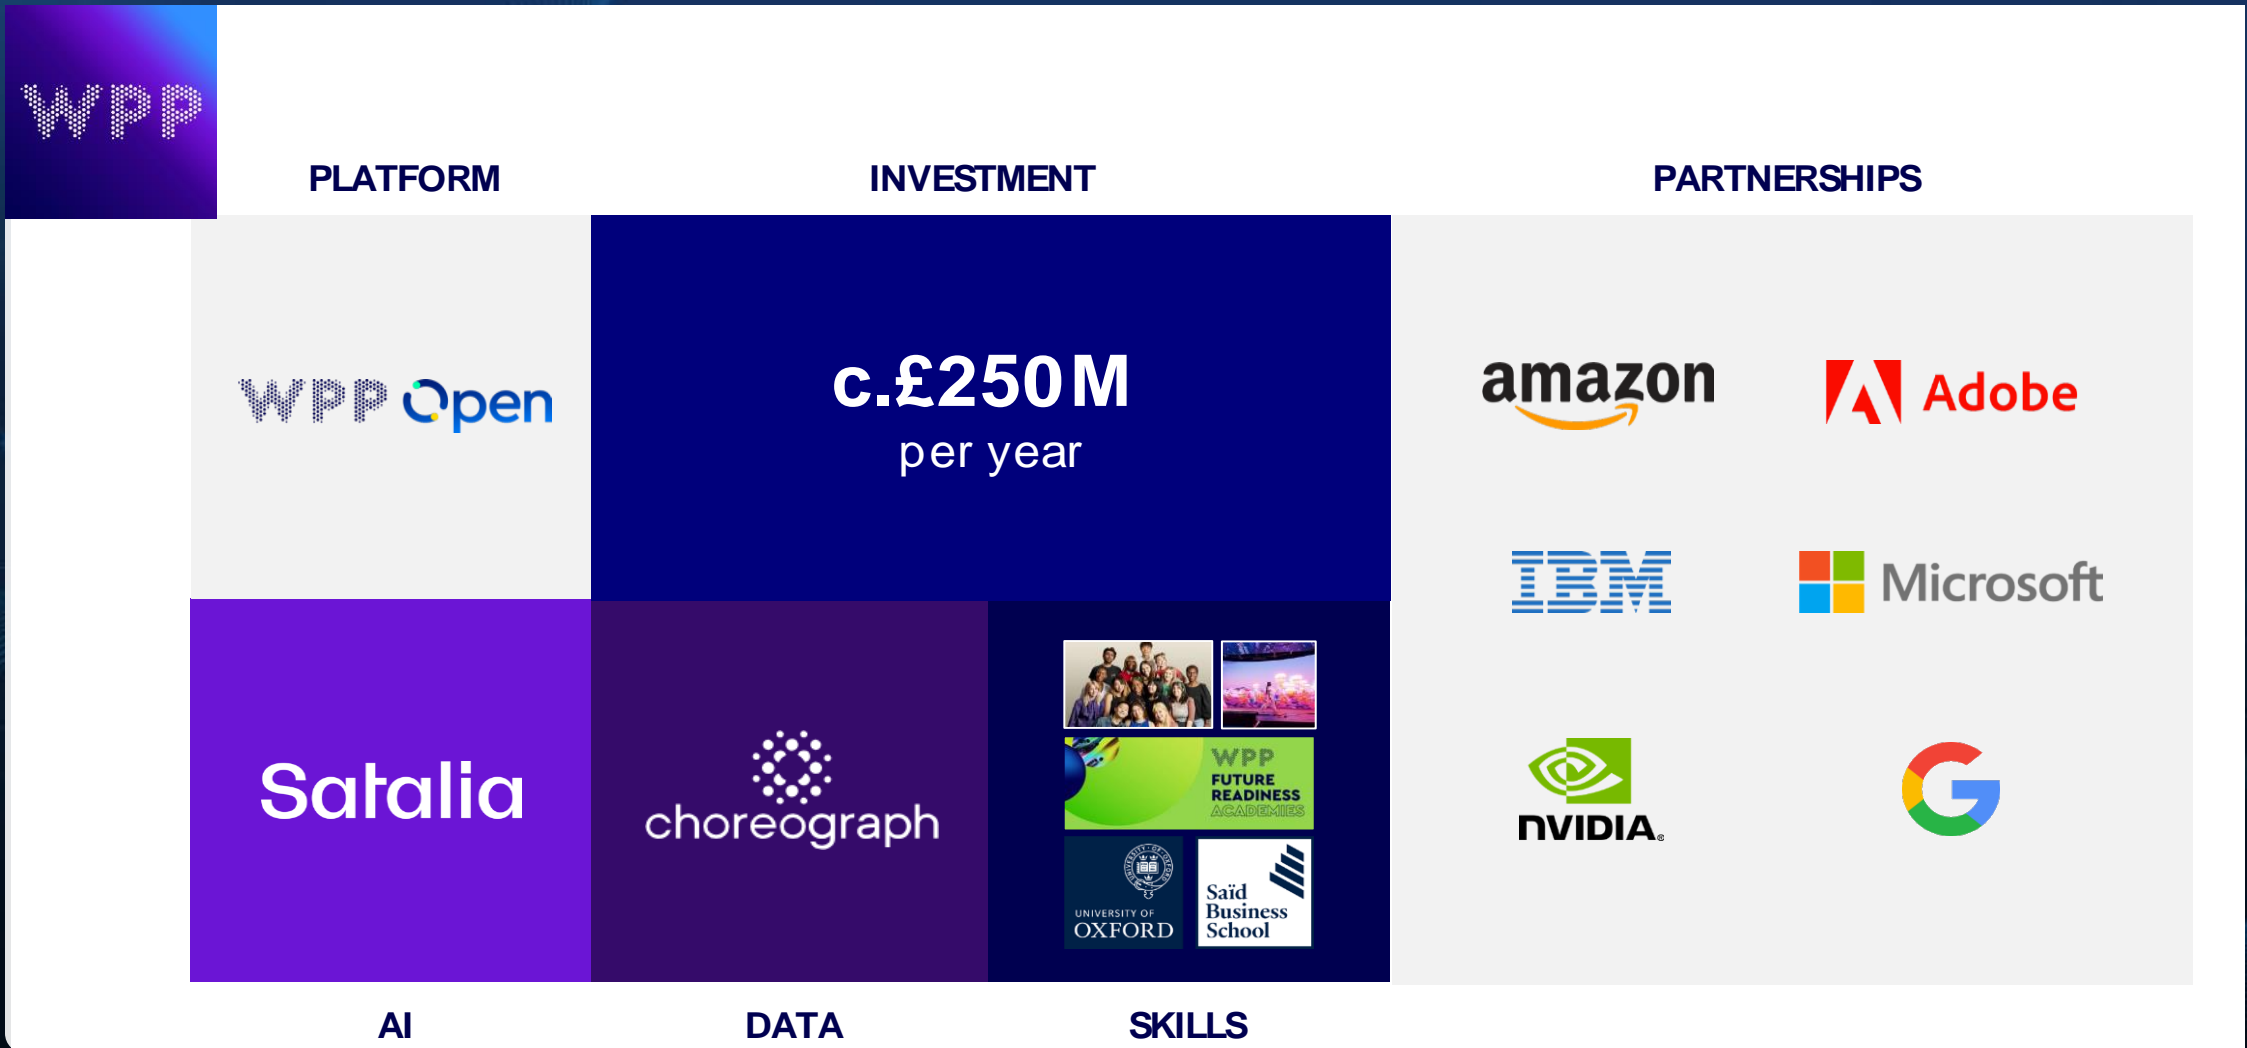 WPP
PLATFORM
INVESTMENT
PARTNERSHIPS
WPP Open
c.£250M
per year
amazon
Adobe
IBM
Microsoft
NVIDIA®
Satalia
choreograph
WPP
FUTURE
READINESS
ACADEMIES
UNIVERSITY OF
OXFORD
Saïd
Business
School
AI
DATA
SKILLS